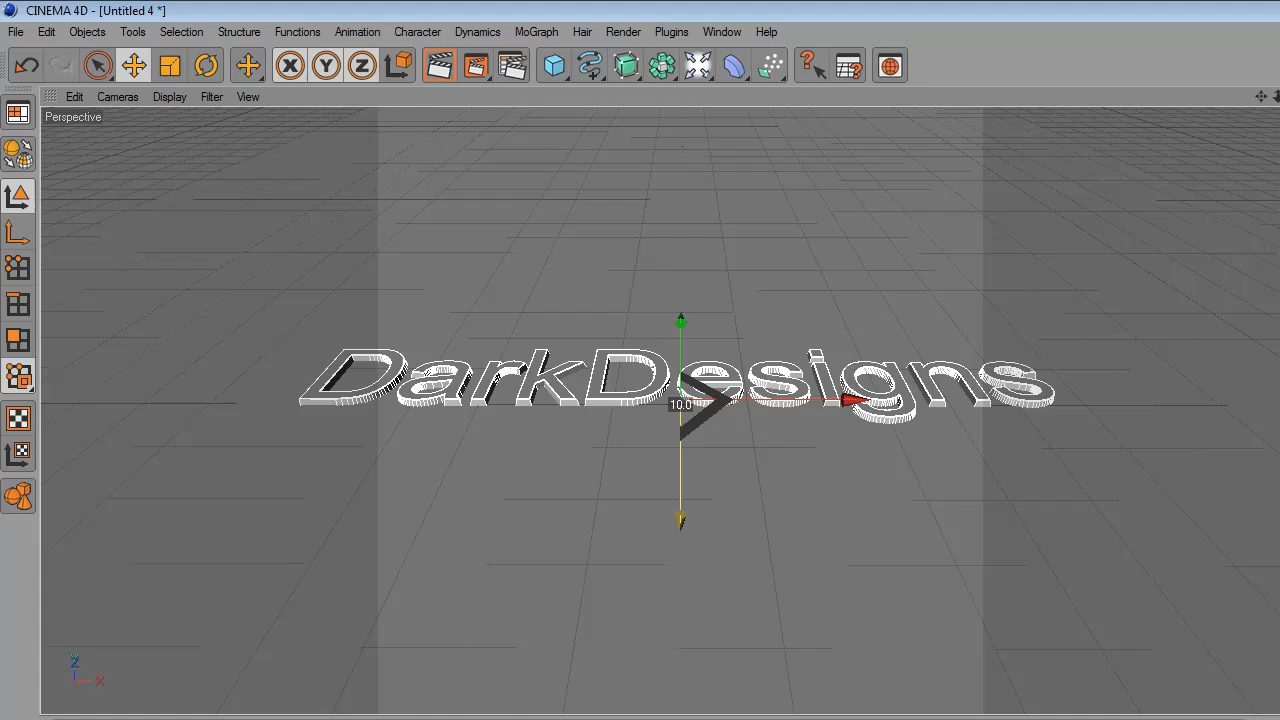 CINEMA 4D - [Untitled 4 *]
File Edit Objects Tools Selection Structure Functions Animation Character Dynamics MoGraph Hair Render Plugins Window Help
X Y Z ? ?
Edit Cameras Display Filter View
Perspective
DarkDesigns
10.0
Z
X